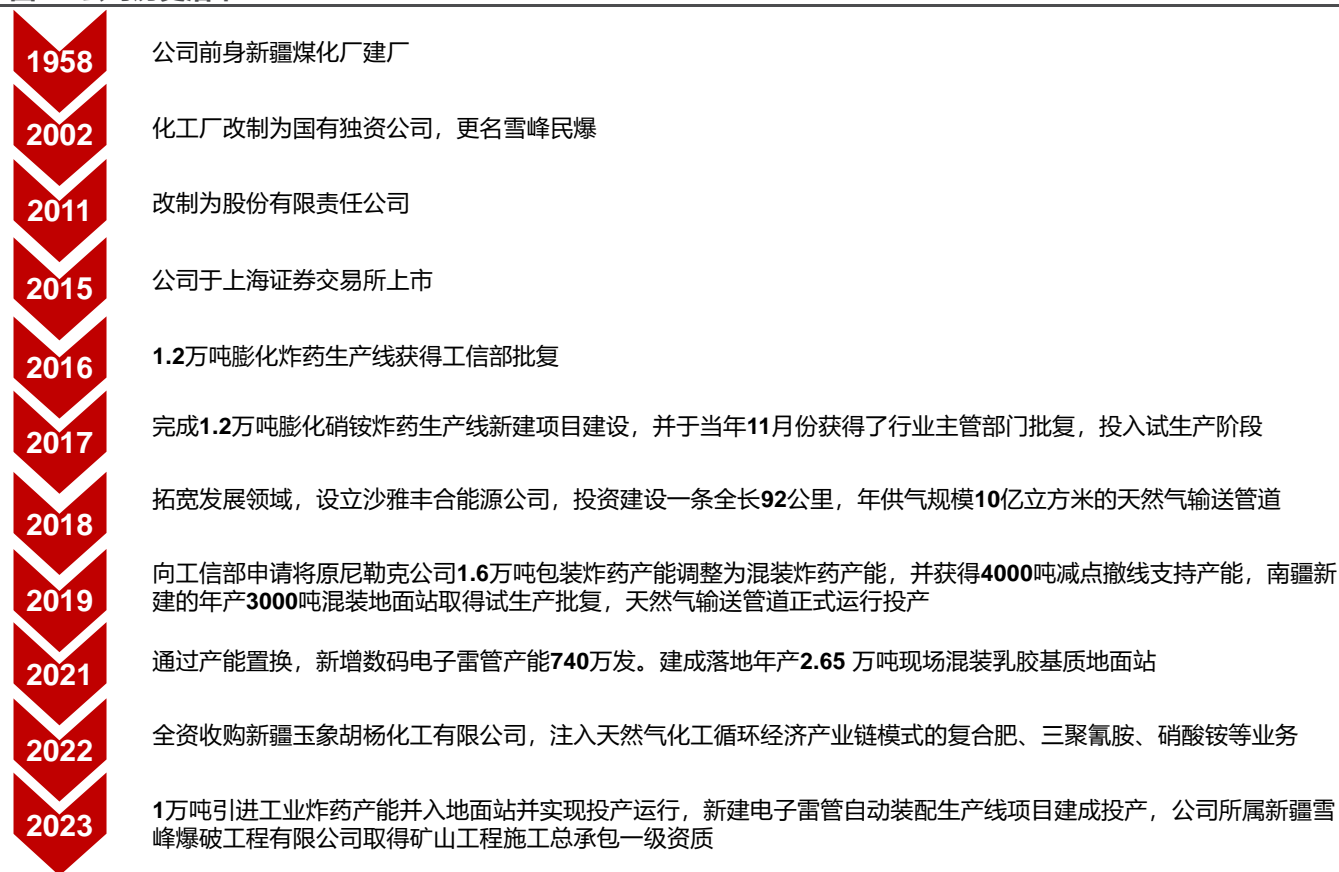 1958
公司前身新疆煤化厂建厂
2002
化工厂改制为国有独资公司，更名雪峰民爆
2011
改制为股份有限责任公司
2015
公司于上海证券交易所上市
2016
1.2万吨膨化炸药生产线获得工信部批复
2017
完成1.2万吨膨化硝铵炸药生产线新建项目建设，并于当年11月份获得了行业主管部门批复，投入试生产阶段
2018
拓宽发展领域，设立沙雅丰合能源公司，投资建设一条全长92公里，年供气规模10亿立方米的天然气输送管道
2019
向工信部申请将原尼勒克公司1.6万吨包装炸药产能调整为混装炸药产能，并获得4000吨减点撤线支持产能，南疆新
建的年产3000吨混装地面站取得试生产批复，天然气输送管道正式运行投产
2021
通过产能置换，新增数码电子雷管产能740万发。建成落地年产2.65 万吨现场混装乳胶基质地面站
2022
全资收购新疆玉象胡杨化工有限公司，注入天然气化工循环经济产业链模式的复合肥、三聚氰胺、硝酸铵等业务
2023
1万吨引进工业炸药产能并入地面站并实现投产运行，新建电子雷管自动装配生产线项目建成投产，公司所属新疆雪
峰爆破工程有限公司取得矿山工程施工总承包一级资质